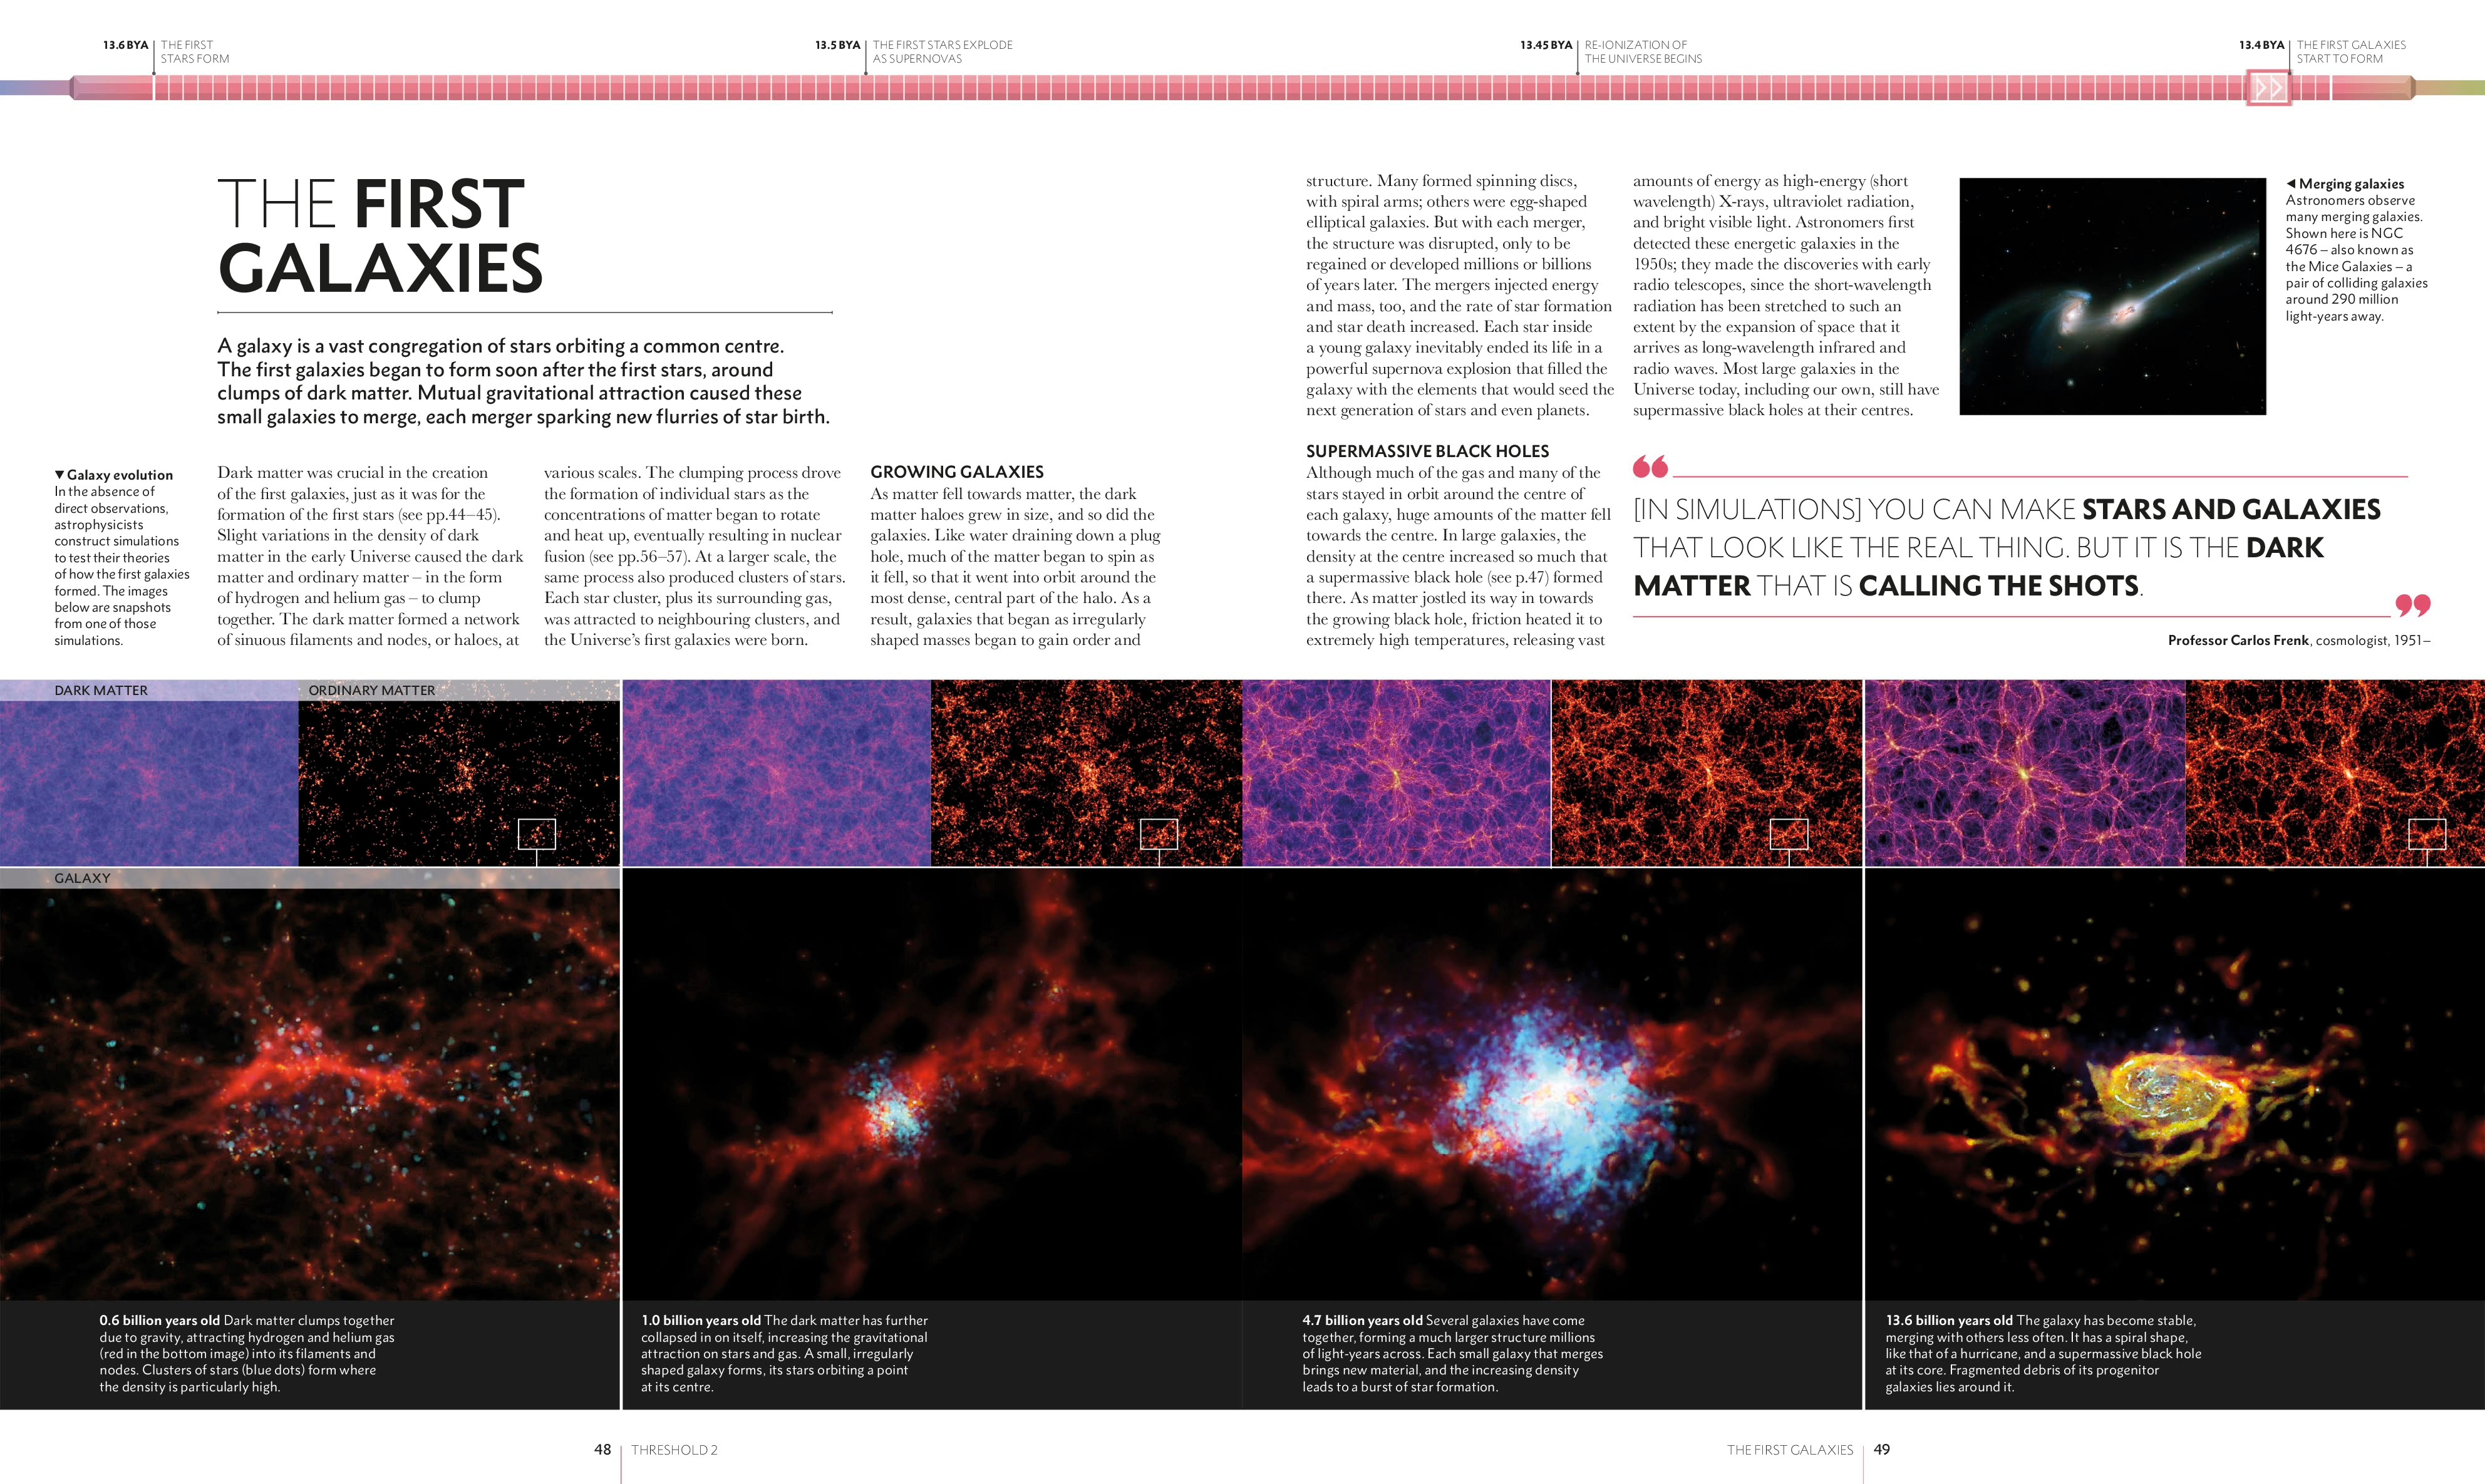 13.6 BYA
THE FIRST
STARS FORM
13.5 BYA
THE FIRST STARS EXPLODE
AS SUPERNOVAS
13.45 BYA
RE-IONIZATION OF
THE UNIVERSE BEGINS
13.4 BYA
THE FIRST GALAXIES
START TO FORM
THE FIRST
GALAXIES
A galaxy is a vast congregation of stars orbiting a common centre.
The first galaxies began to form soon after the first stars, around
clumps of dark matter. Mutual gravitational attraction caused these
small galaxies to merge, each merger sparking new flurries of star birth.
▼ Galaxy evolution
In the absence of
direct observations,
astrophysicists
construct simulations
to test their theories
of how the first galaxies
formed. The images
below are snapshots
from one of those
simulations.
Dark matter was crucial in the creation
of the first galaxies, just as it was for the
formation of the first stars (see pp.44–45).
Slight variations in the density of dark
matter in the early Universe caused the dark
matter and ordinary matter – in the form
of hydrogen and helium gas – to clump
together. The dark matter formed a network
of sinuous filaments and nodes, or haloes, at
various scales. The clumping process drove
the formation of individual stars as the
concentrations of matter began to rotate
and heat up, eventually resulting in nuclear
fusion (see pp.56–57). At a larger scale, the
same process also produced clusters of stars.
Each star cluster, plus its surrounding gas,
was attracted to neighbouring clusters, and
the Universe's first galaxies were born.
GROWING GALAXIES
As matter fell towards matter, the dark
matter haloes grew in size, and so did the
galaxies. Like water draining down a plug
hole, much of the matter began to spin as
it fell, so that it went into orbit around the
most dense, central part of the halo. As a
result, galaxies that began as irregularly
shaped masses began to gain order and
structure. Many formed spinning discs,
with spiral arms; others were egg-shaped
elliptical galaxies. But with each merger,
the structure was disrupted, only to be
regained or developed millions or billions
of years later. The mergers injected energy
and mass, too, and the rate of star formation
and star death increased. Each star inside
a young galaxy inevitably ended its life in a
powerful supernova explosion that filled the
galaxy with the elements that would seed the
next generation of stars and even planets.
SUPERMASSIVE BLACK HOLES
Although much of the gas and many of the
stars stayed in orbit around the centre of
each galaxy, huge amounts of the matter fell
towards the centre. In large galaxies, the
density at the centre increased so much that
a supermassive black hole (see p.47) formed
there. As matter jostled its way in towards
the growing black hole, friction heated it to
extremely high temperatures, releasing vast
amounts of energy as high-energy (short
wavelength) X-rays, ultraviolet radiation,
and bright visible light. Astronomers first
detected these energetic galaxies in the
1950s; they made the discoveries with early
radio telescopes, since the short-wavelength
radiation has been stretched to such an
extent by the expansion of space that it
arrives as long-wavelength infrared and
radio waves. Most large galaxies in the
Universe today, including our own, still have
supermassive black holes at their centres.
◀ Merging galaxies
Astronomers observe
many merging galaxies.
Shown here is NGC
4676 – also known as
the Mice Galaxies – a
pair of colliding galaxies
around 290 million
light-years away.
“
[IN SIMULATIONS] YOU CAN MAKE STARS AND GALAXIES
THAT LOOK LIKE THE REAL THING. BUT IT IS THE DARK
MATTER THAT IS CALLING THE SHOTS.
”
Professor Carlos Frenk, cosmologist, 1951–
DARK MATTER
ORDINARY MATTER
GALAXY
0.6 billion years old Dark matter clumps together
due to gravity, attracting hydrogen and helium gas
(red in the bottom image) into its filaments and
nodes. Clusters of stars (blue dots) form where
the density is particularly high.
1.0 billion years old The dark matter has further
collapsed in on itself, increasing the gravitational
attraction on stars and gas. A small, irregularly
shaped galaxy forms, its stars orbiting a point
at its centre.
4.7 billion years old Several galaxies have come
together, forming a much larger structure millions
of light-years across. Each small galaxy that merges
brings new material, and the increasing density
leads to a burst of star formation.
13.6 billion years old The galaxy has become stable,
merging with others less often. It has a spiral shape,
like that of a hurricane, and a supermassive black hole
at its core. Fragmented debris of its progenitor
galaxies lies around it.
48
THRESHOLD 2
THE FIRST GALAXIES
49